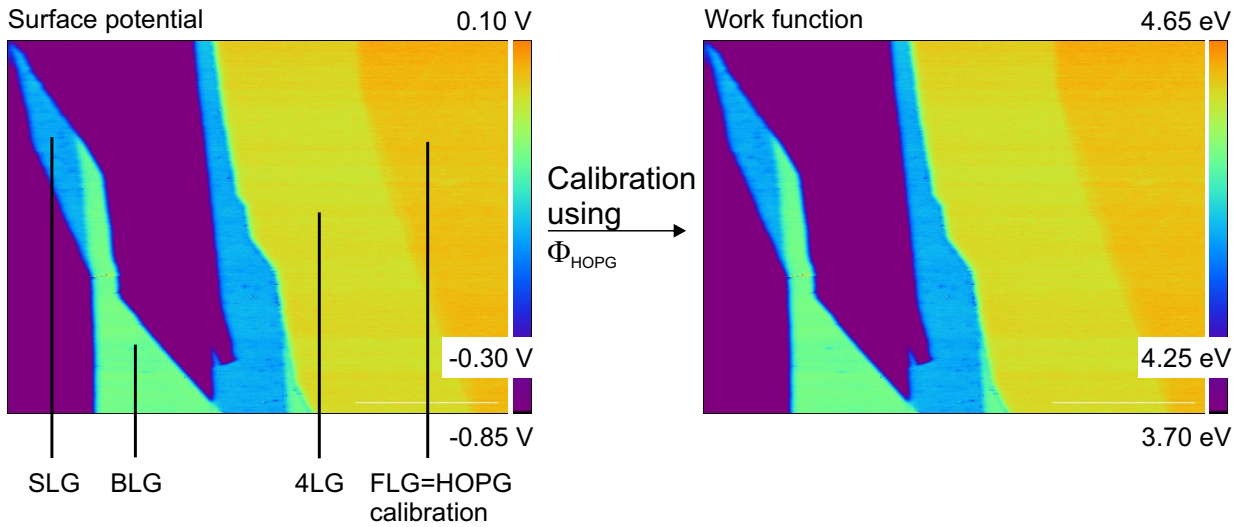 Surface potential
0.10 V
-0.30 V
-0.85 V
SLG
BLG
4LG
FLG=HOPG
calibration
Calibration
using
ΦHOPG
Work function
4.65 eV
4.25 eV
3.70 eV